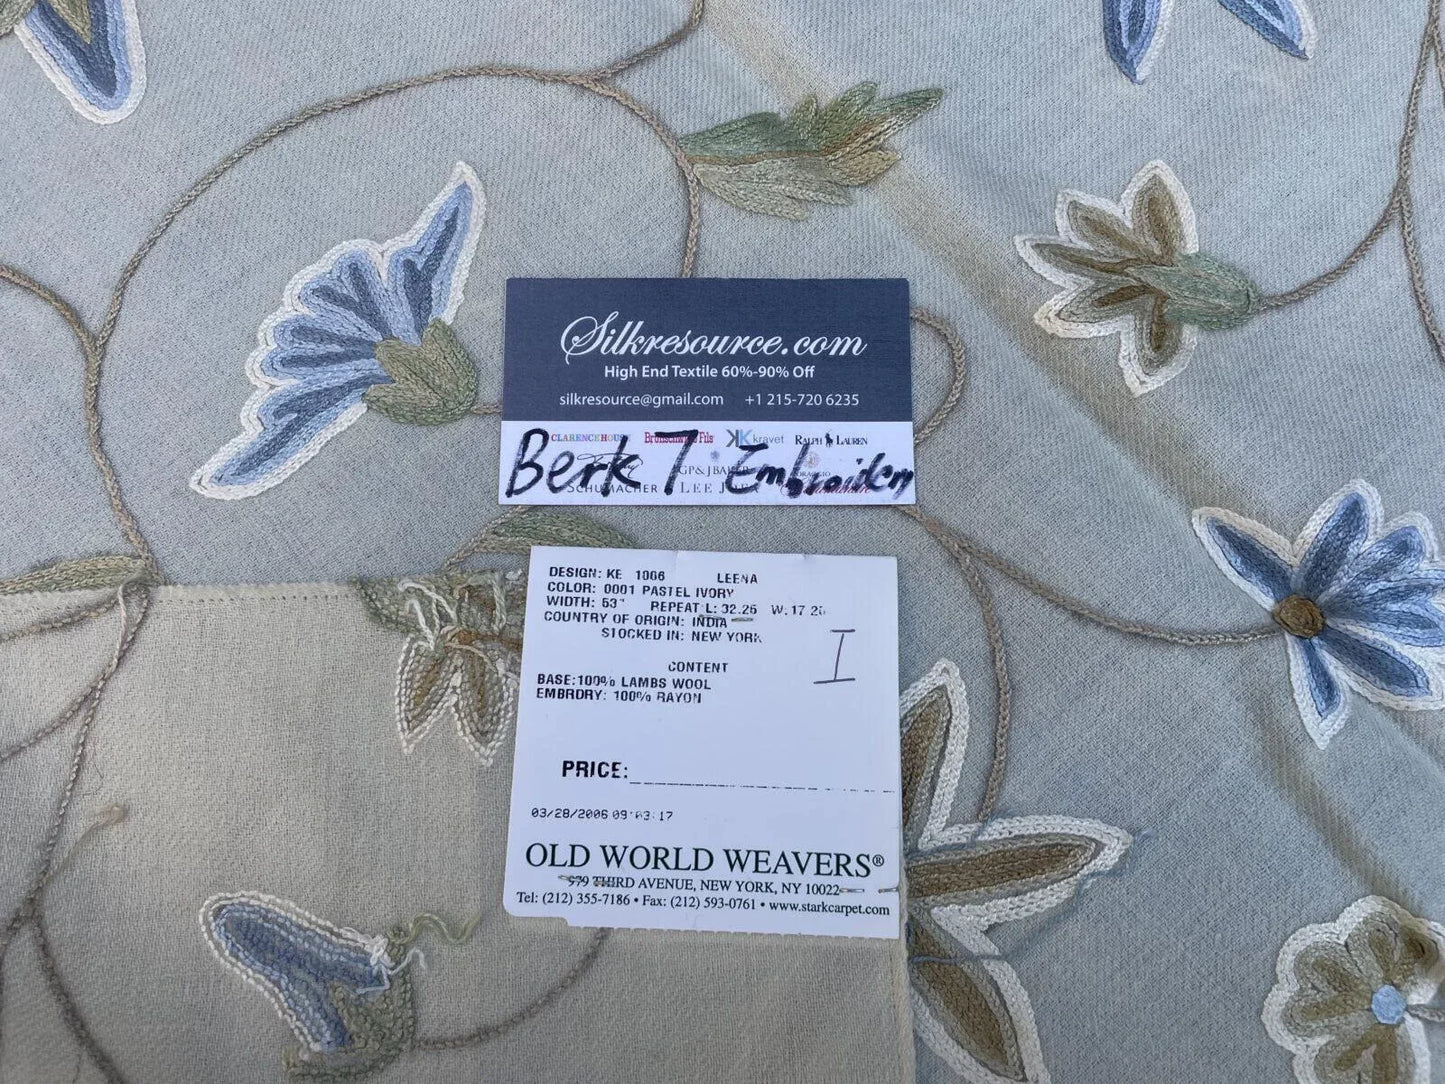 Silkresource.com
High End Textile 60%-90% Off
silkresource@gmail.com +1 215-720 6235
CLARENCE HOUSE Brunschwig & Fils kravet RALPH LAUREN
Berk 7 Embroidery
SCHUMACHER LEE
DESIGN: KE 1006 LEENA
COLOR: 0001 PASTEL IVORY
WIDTH: 53" REPEAT L: 32.25 W: 17.25
COUNTRY OF ORIGIN: INDIA
STOCKED IN: NEW YORK
I
CONTENT
BASE:100% LAMBS WOOL
EMBRDRY: 100% RAYON
PRICE:
03/28/2006 09:03:17
OLD WORLD WEAVERS®
979 THIRD AVENUE, NEW YORK, NY 10022
Tel: (212) 355-7186 • Fax: (212) 593-0761 • www.starkcarpet.com